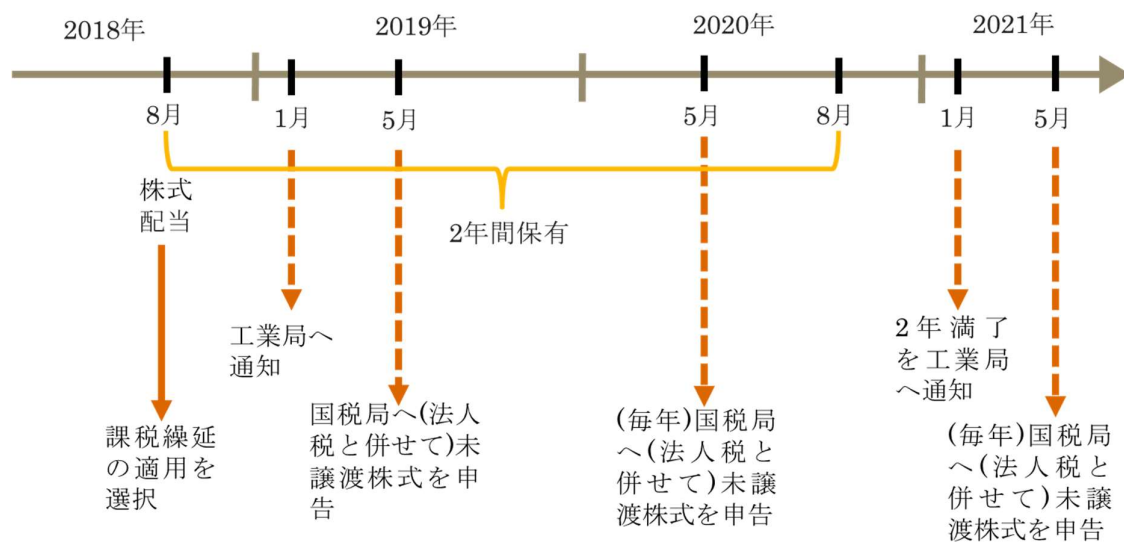 2018年
2019年
2020年
2021年
8月
1月
5月
5月
8月
1月
5月
株式
配当
2年間保有
工業局へ
通知
2年満了
を工業局
へ通知
課税繰延
の適用を
選択
国税局へ(法人
税と併せて)未
譲渡株式を申
告
(毎年)国税局
へ(法人税と
併せて)未譲
渡株式を申告
(毎年)国税局
へ(法人税と
併せて)未譲
渡株式を申告